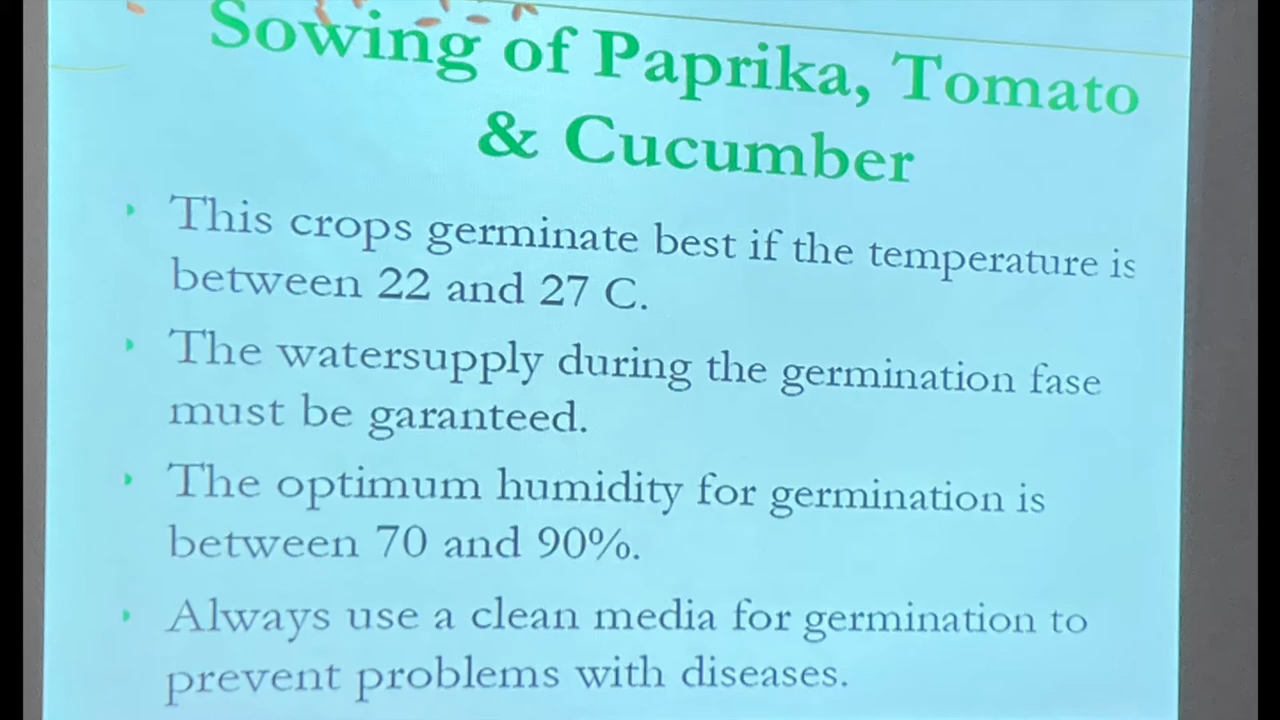 Sowing of Paprika, Tomato
& Cucumber
This crops germinate best if the temperature is
between 22 and 27 C.
The watersupply during the germination fase
must be garanteed.
The optimum humidity for germination is
between 70 and 90%.
Always use a clean media for germination to
prevent problems with diseases.